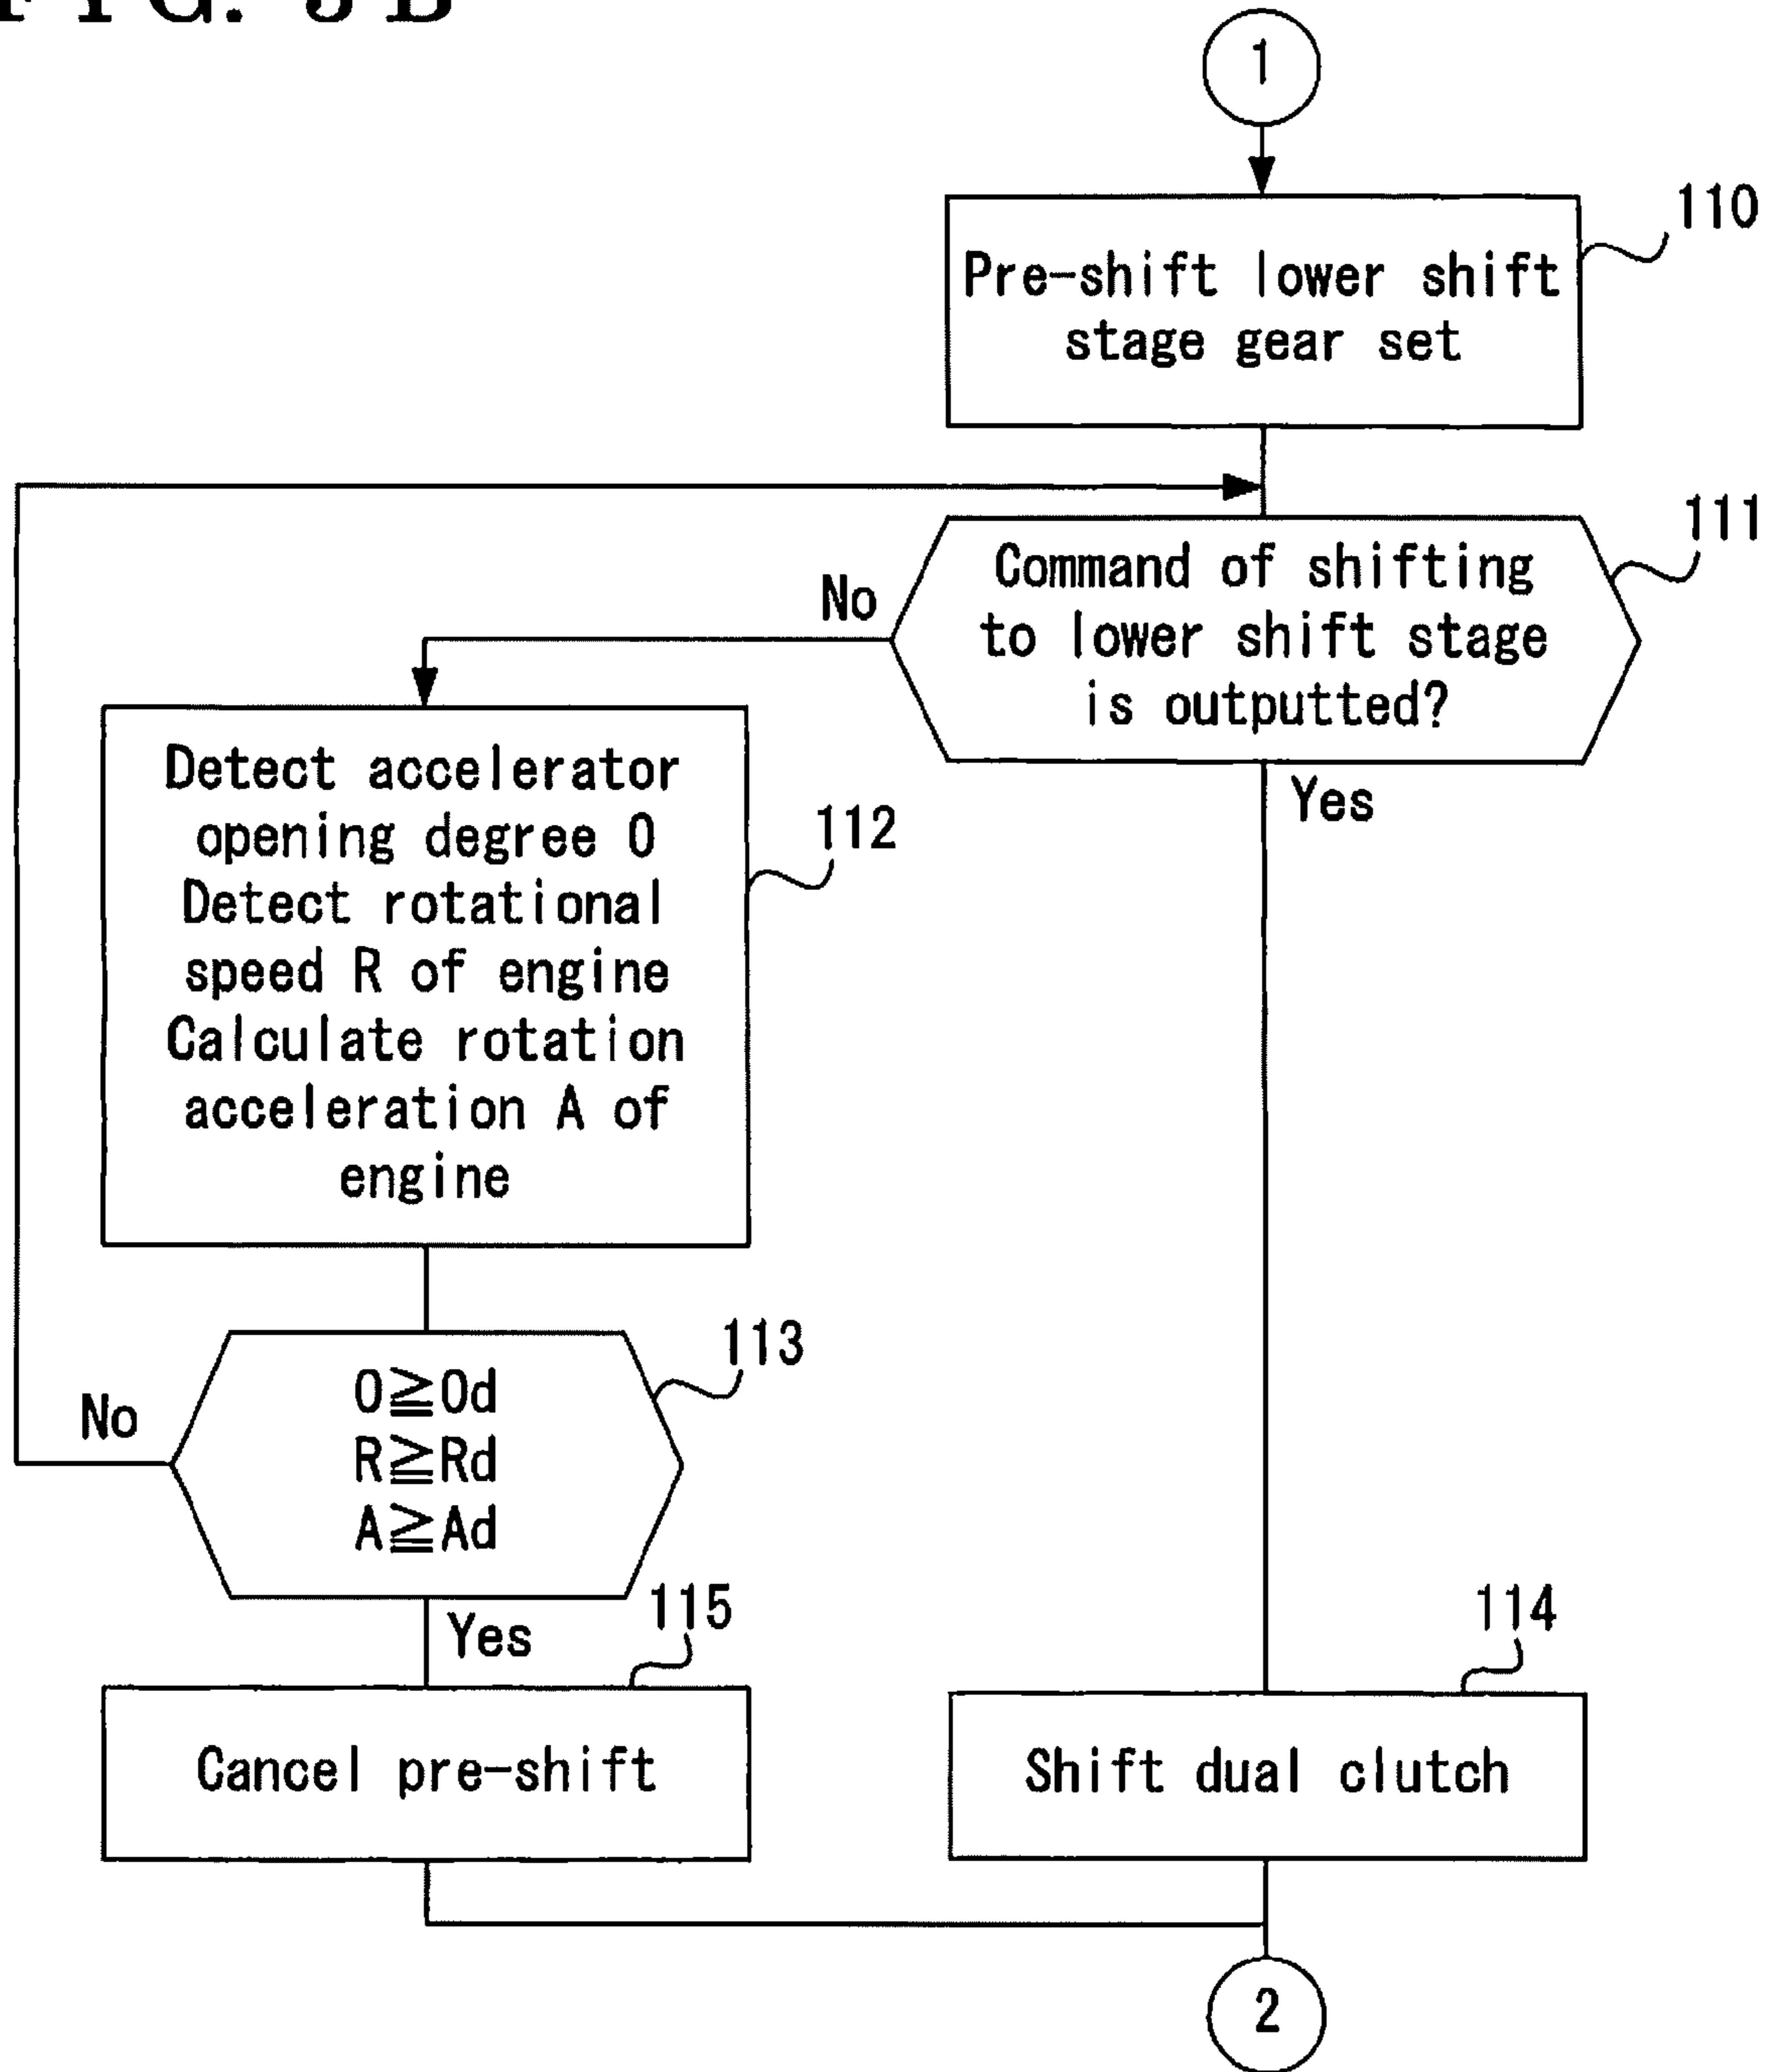 1
110
Pre-shift lower shift
stage gear set
111
Command of shifting
to lower shift stage
is outputted?
No
Yes
Detect accelerator
opening degree O
Detect rotational
speed R of engine
Calculate rotation
acceleration A of
engine
112
113
O≧Od
R≧Rd
A≧Ad
No
Yes
115
114
Cancel pre-shift
Shift dual clutch
2